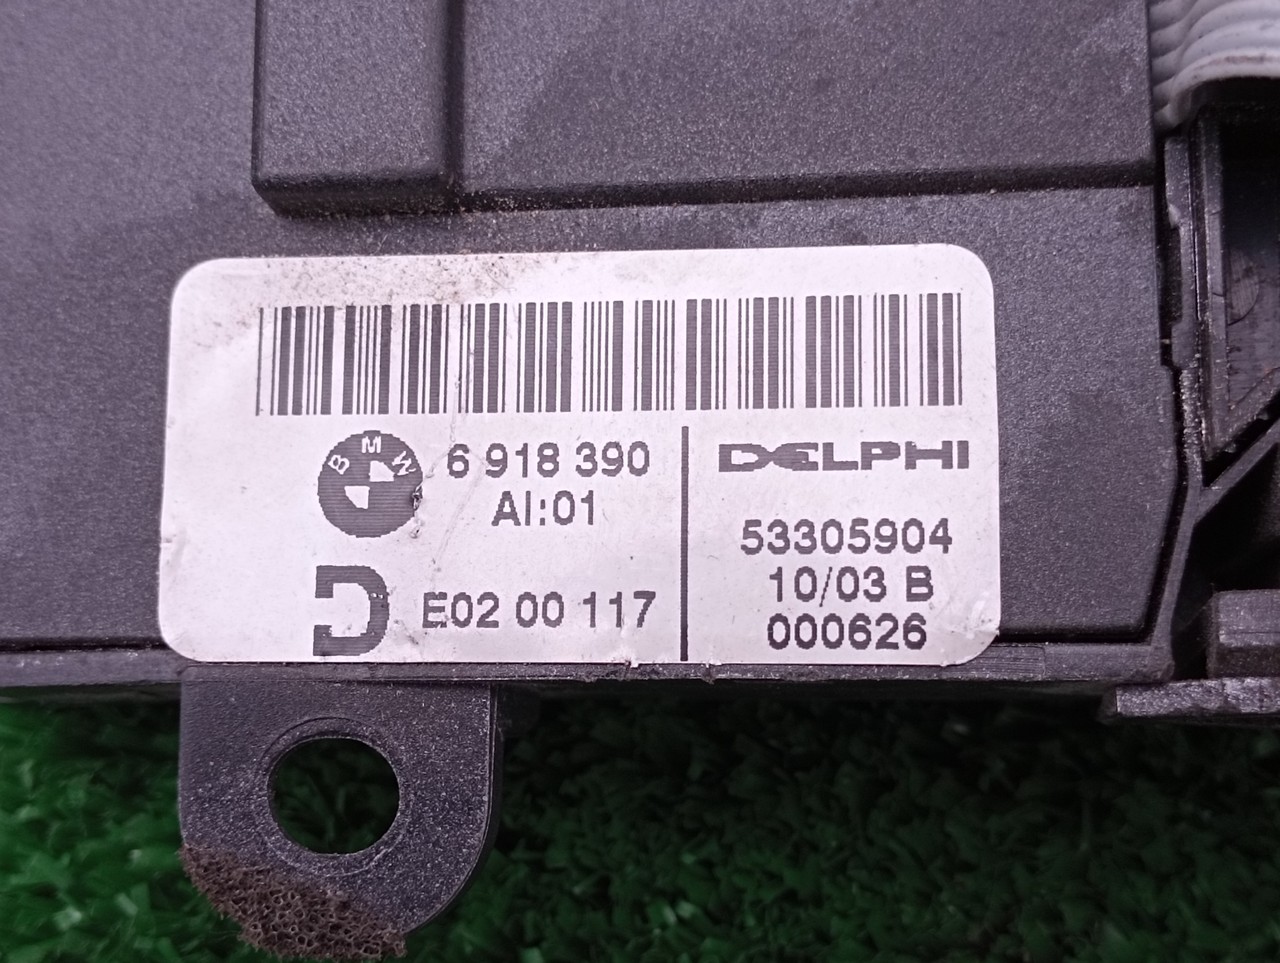 BMW
6 918 390
AI:01
E02 00 117
DELPHI
53305904
10/03 B
000626